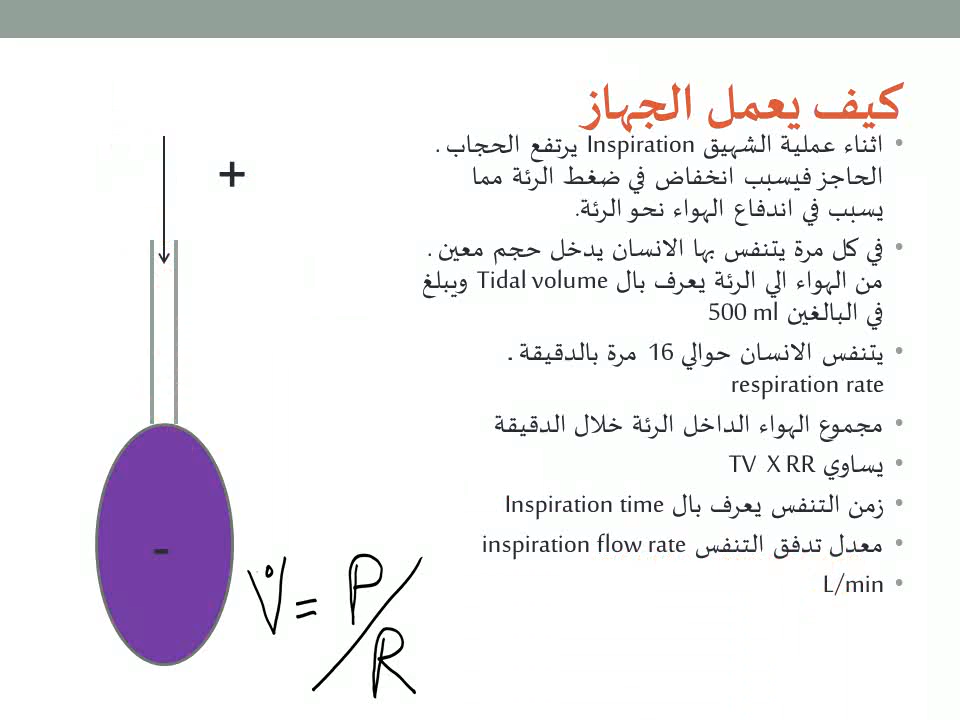 كيف يعمل الجهاز
اثناء عملية الشهيق Inspiration يرتفع الحجاب .
الحاجز فيسبب انخفاض في ضغط الرئة مما
يسبب في اندفاع الهواء نحو الرئة.
في كل مرة يتنفس بها الانسان يدخل حجم معين .
من الهواء الي الرئة يعرف بال Tidal volume ويبلغ
في البالغين 500 ml
يتنفس الانسان حوالي 16 مرة بالدقيقة .
respiration rate
مجموع الهواء الداخل الرئة خلال الدقيقة
يساوي TV X RR
زمن التنفس يعرف بال Inspiration time
معدل تدفق التنفس inspiration flow rate
L/min
+
-
V̊ = P/R